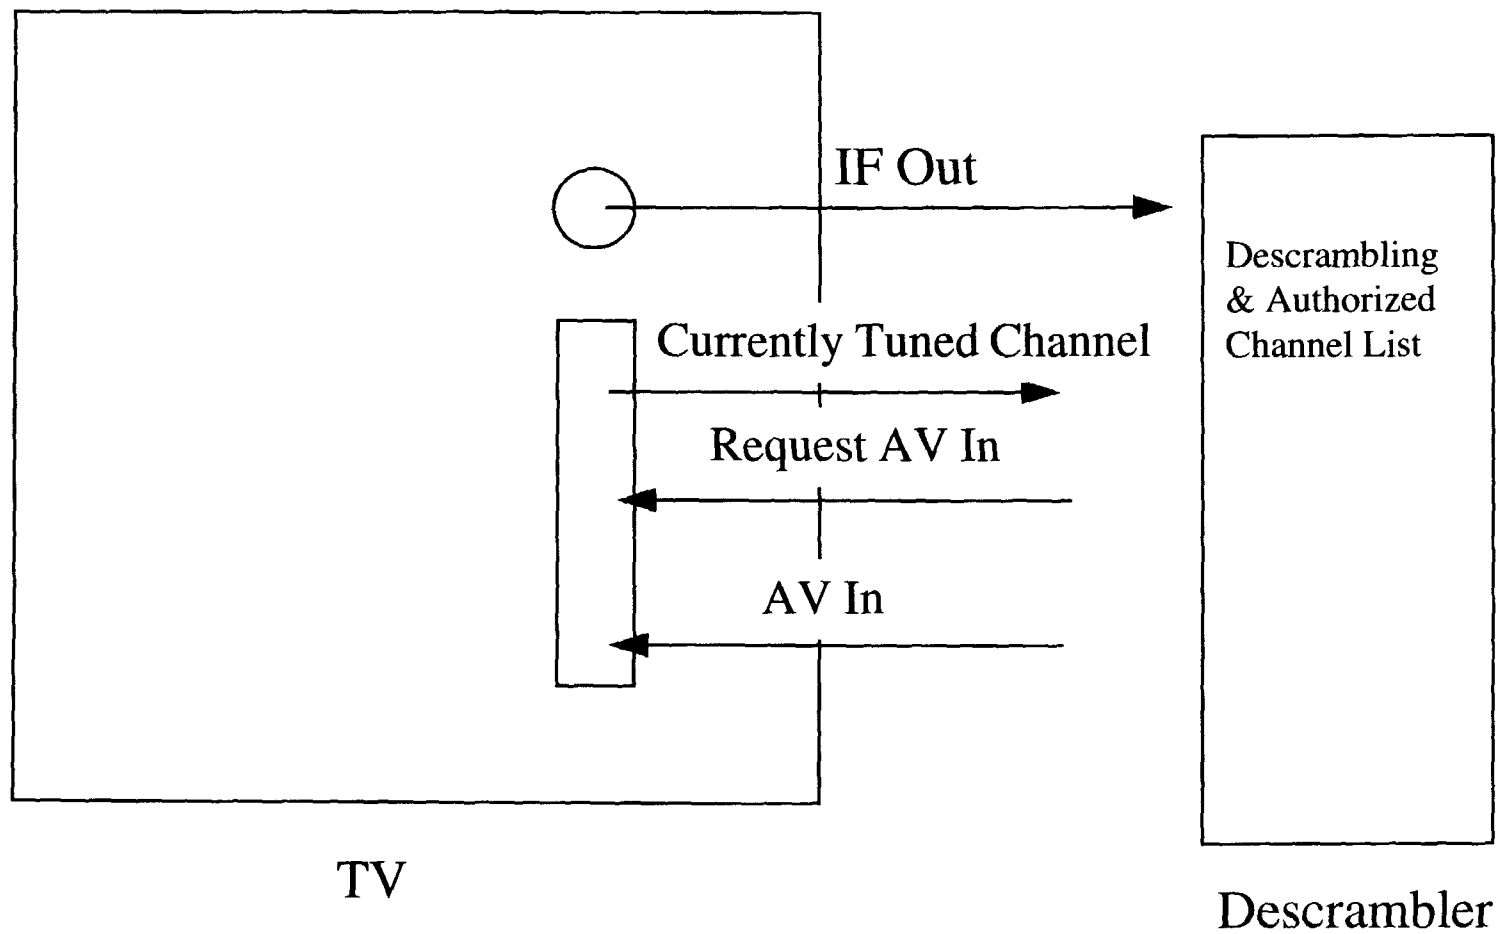 IF Out
Descrambling
& Authorized
Channel List
Currently Tuned Channel
Request AV In
AV In
TV
Descrambler